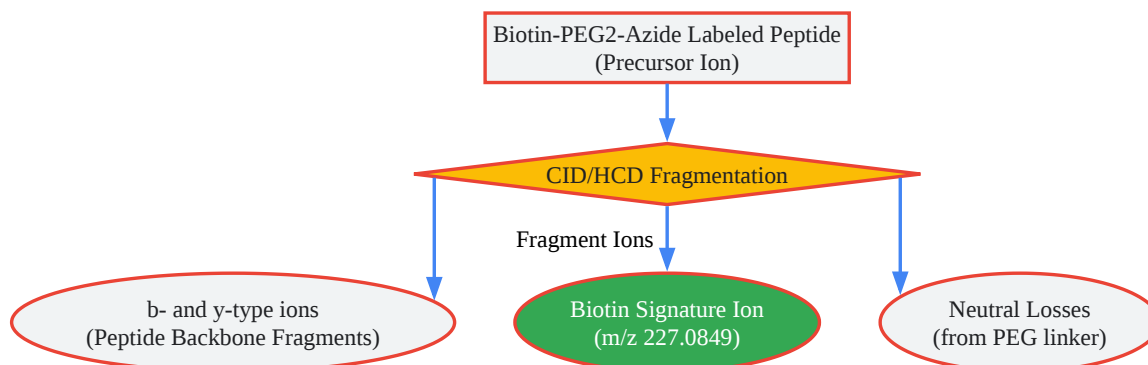 Biotin-PEG2-Azide Labeled Peptide
(Precursor Ion)
CID/HCD Fragmentation
Fragment Ions
b- and y-type ions
(Peptide Backbone Fragments)
Biotin Signature Ion
(m/z 227.0849)
Neutral Losses
(from PEG linker)